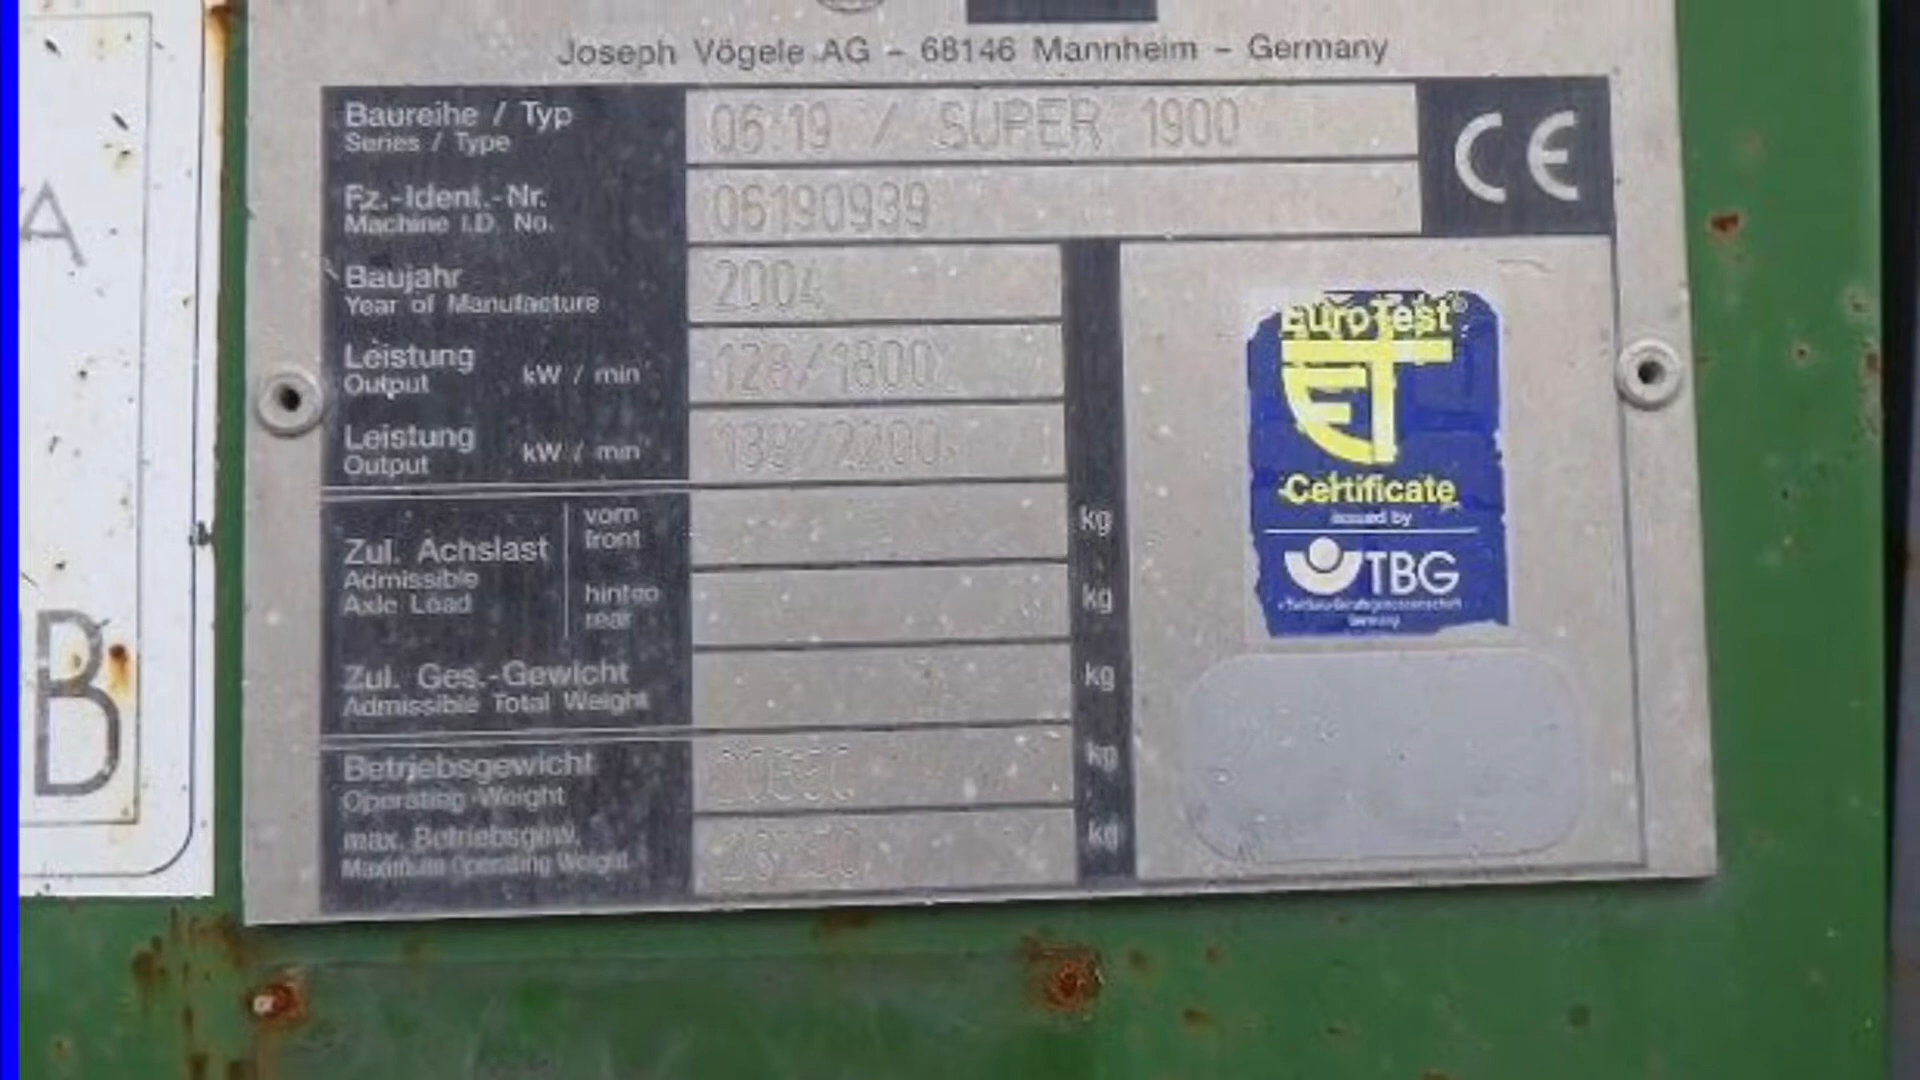 Joseph Vögele AG - 68146 Mannheim - Germany
Baureihe / Typ
Series / Type
06.19 / SUPER 1900
CE
Fz.-Ident.-Nr.
Machine I.D. No.
06190939
Baujahr
Year of Manufacture
2004
Leistung
Output kW / min
128/1800
Leistung
Output kW / min
138/2200
Zul. Achslast
Admissible
Axle Load
vorn
front
kg
hinten
rear
kg
Zul. Ges.-Gewicht
Admissible Total Weight
kg
Betriebsgewicht
Operating Weight
kg
max. Betriebsgew.
Maximum Operating Weight
kg
EuroTest®
ET
Certificate
issued by
TBG
Tiefbau-Berufsgenossenschaft
Germany
A
B